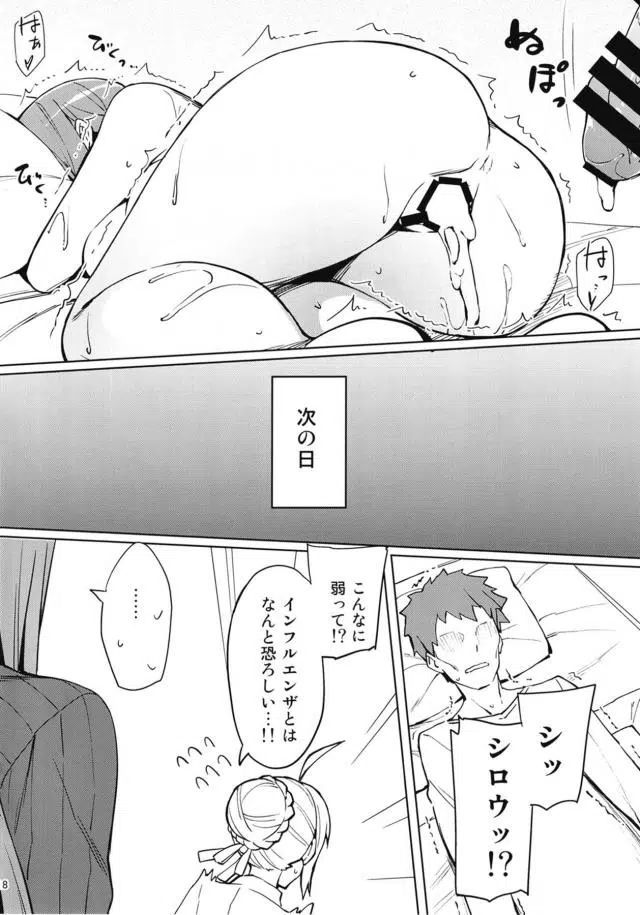 ぬぽっ
はっ…♡
びくっ…
はぁ♡
びくっ
次の日
シッ
シロウッ!?
こんなに
弱って!?
インフルエンザとは
なんと恐ろしい…!!
……
8